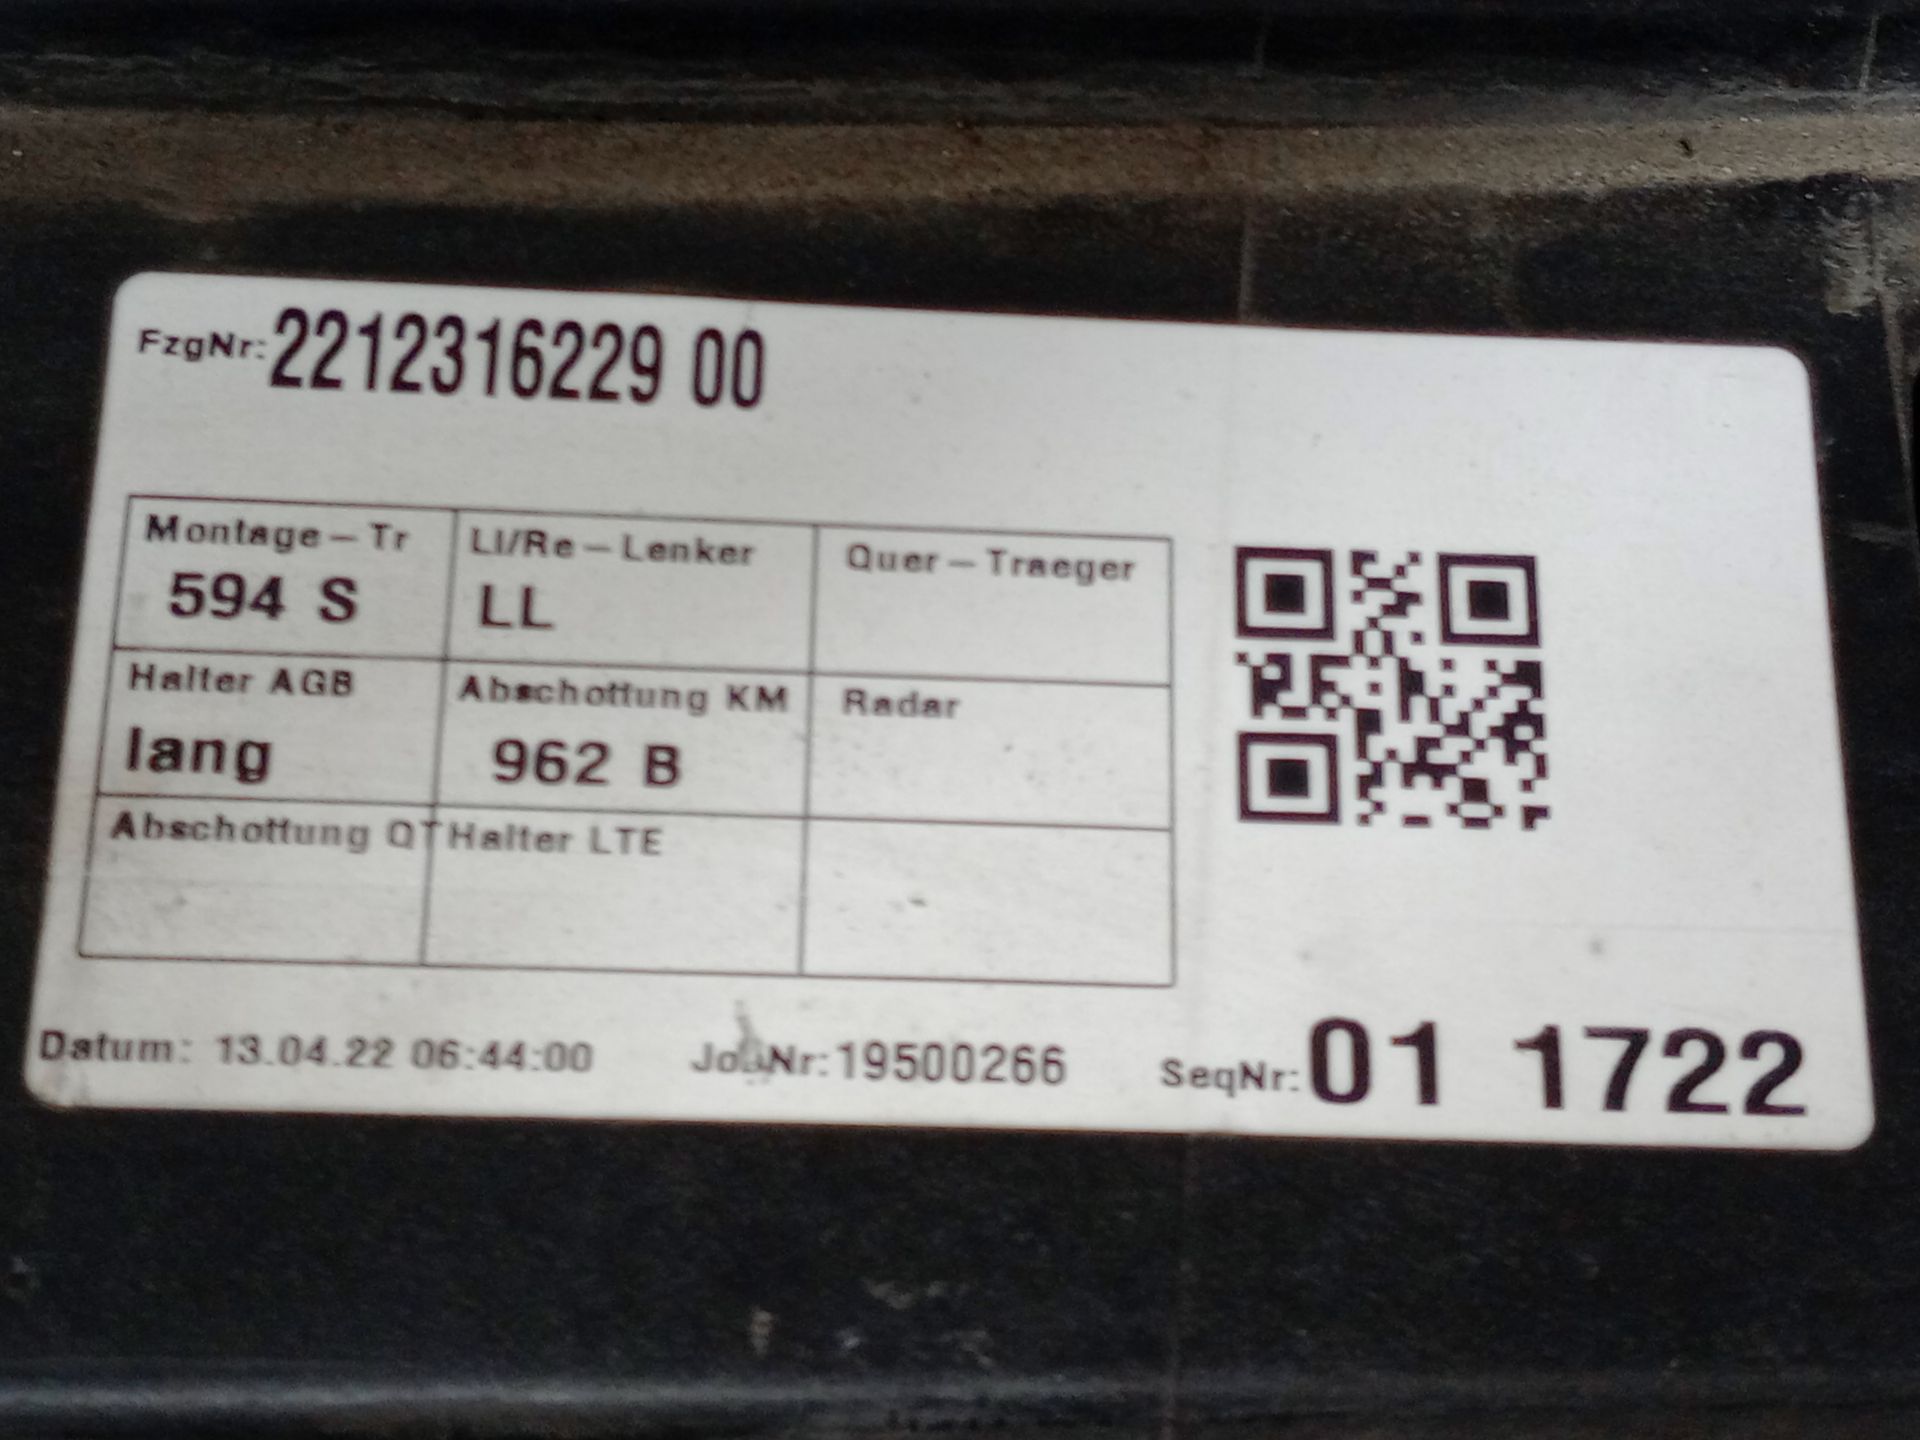 FzgNr: 2212316229 00
Montage-Tr LI/Re-Lenker Quer-Traeger
594 S LL
Halter AGB Abschottung KM Radar
lang 962 B
Abschottung QT Halter LTE
Datum: 13.04.22 06:44:00 JobNr:19500266 SeqNr: 01 1722